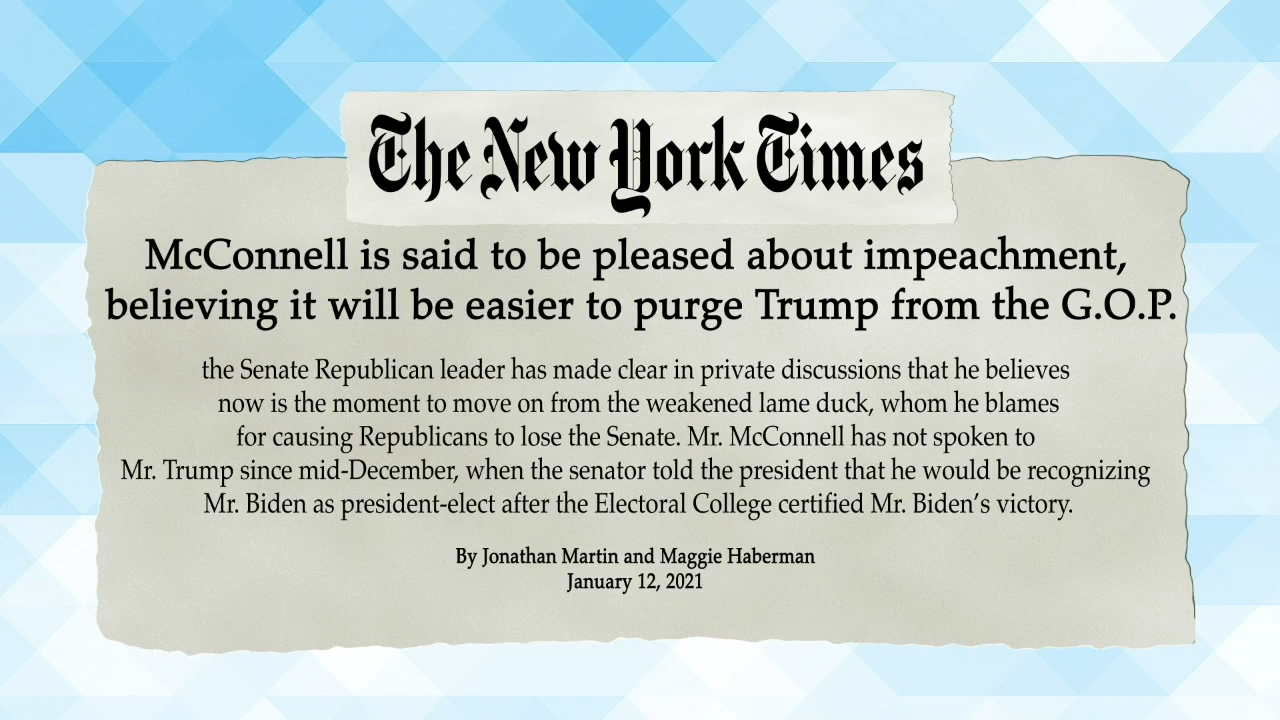 The New York Times
McConnell is said to be pleased about impeachment,
believing it will be easier to purge Trump from the G.O.P.
the Senate Republican leader has made clear in private discussions that he believes
now is the moment to move on from the weakened lame duck, whom he blames
for causing Republicans to lose the Senate. Mr. McConnell has not spoken to
Mr. Trump since mid-December, when the senator told the president that he would be recognizing
Mr. Biden as president-elect after the Electoral College certified Mr. Biden’s victory.
By Jonathan Martin and Maggie Haberman
January 12, 2021